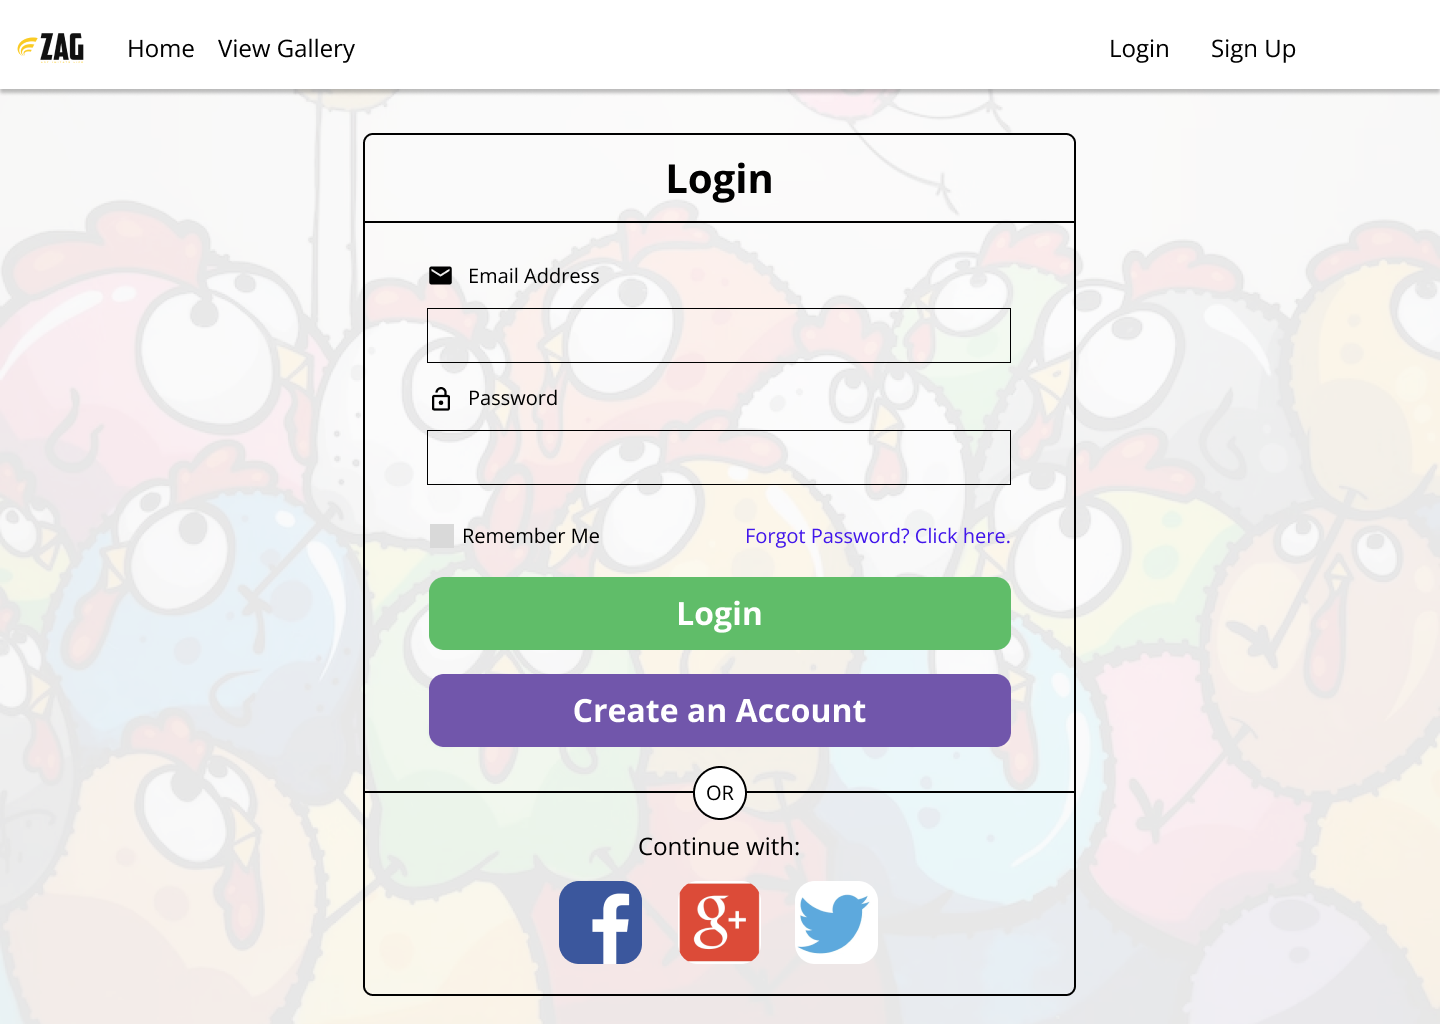 ZAG
Home View Gallery Login Sign Up
Login
Email Address
Password
Remember Me Forgot Password? Click here.
Login
Create an Account
OR
Continue with:
f g+